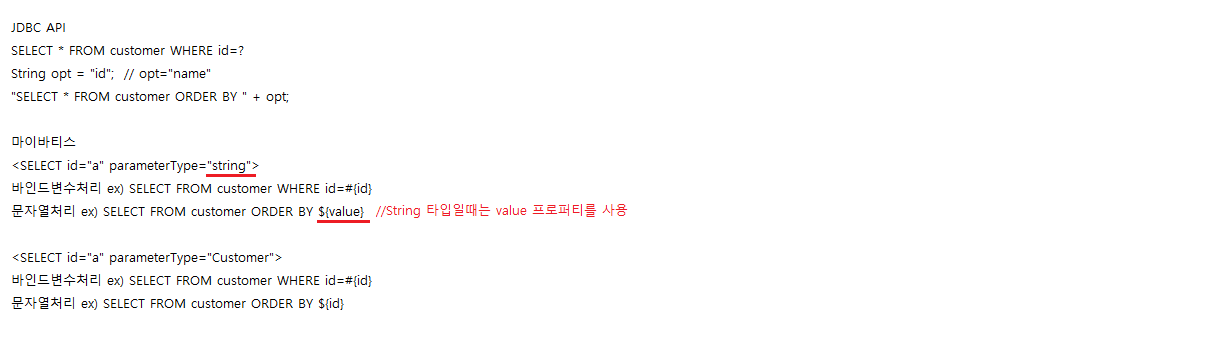 JDBC API
SELECT * FROM customer WHERE id=?
String opt = "id";  // opt="name"
"SELECT * FROM customer ORDER BY " + opt;
마이바티스
<SELECT id="a" parameterType="string">
바인드변수처리 ex) SELECT FROM customer WHERE id=#{id}
문자열처리 ex) SELECT FROM customer ORDER BY ${value}  //String 타입일때는 value 프로퍼티를 사용
<SELECT id="a" parameterType="Customer">
바인드변수처리 ex) SELECT FROM customer WHERE id=#{id}
문자열처리 ex) SELECT FROM customer ORDER BY ${id}